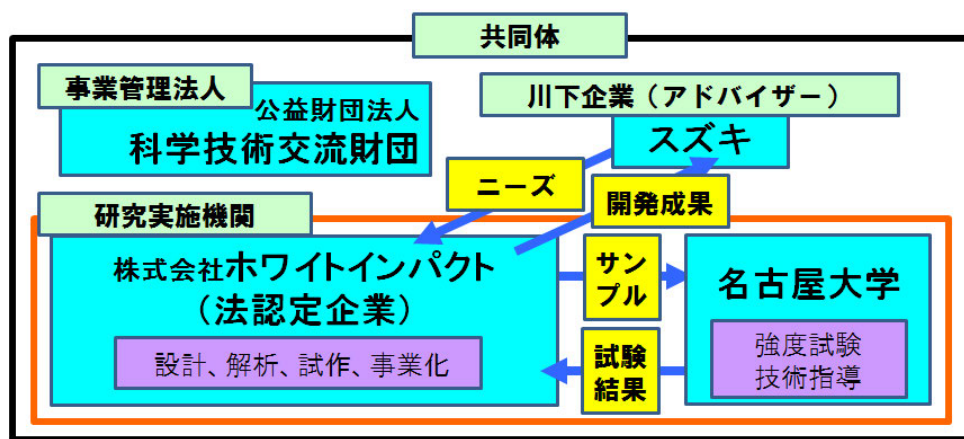 共同体
事業管理法人
公益財団法人
科学技術交流財団
川下企業（アドバイザー）
スズキ
ニーズ
開発成果
研究実施機関
株式会社ホワイトインパクト
（法認定企業）
設計、解析、試作、事業化
サン
プル
試験
結果
名古屋大学
強度試験
技術指導